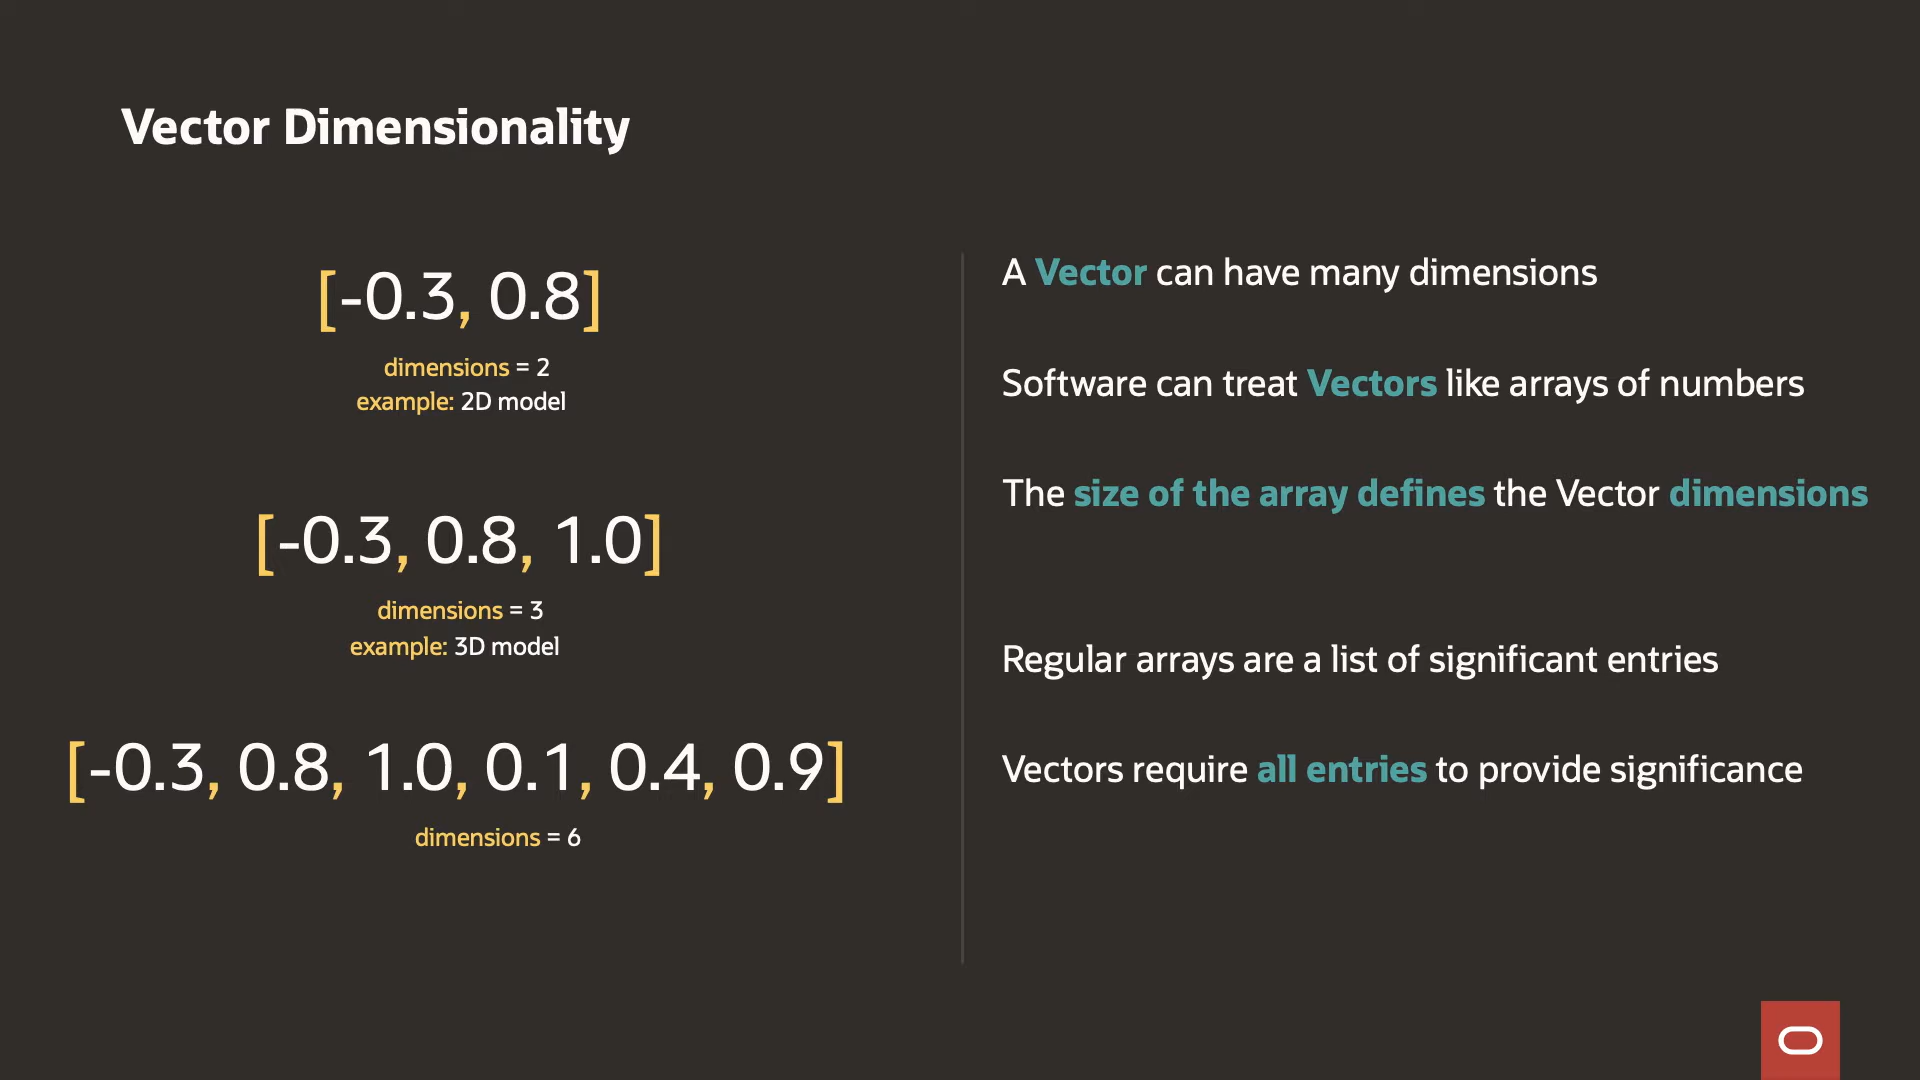 Vector Dimensionality
[-0.3, 0.8]
dimensions = 2
example: 2D model
[-0.3, 0.8, 1.0]
dimensions = 3
example: 3D model
[-0.3, 0.8, 1.0, 0.1, 0.4, 0.9]
dimensions = 6
A Vector can have many dimensions
Software can treat Vectors like arrays of numbers
The size of the array defines the Vector dimensions
Regular arrays are a list of significant entries
Vectors require all entries to provide significance